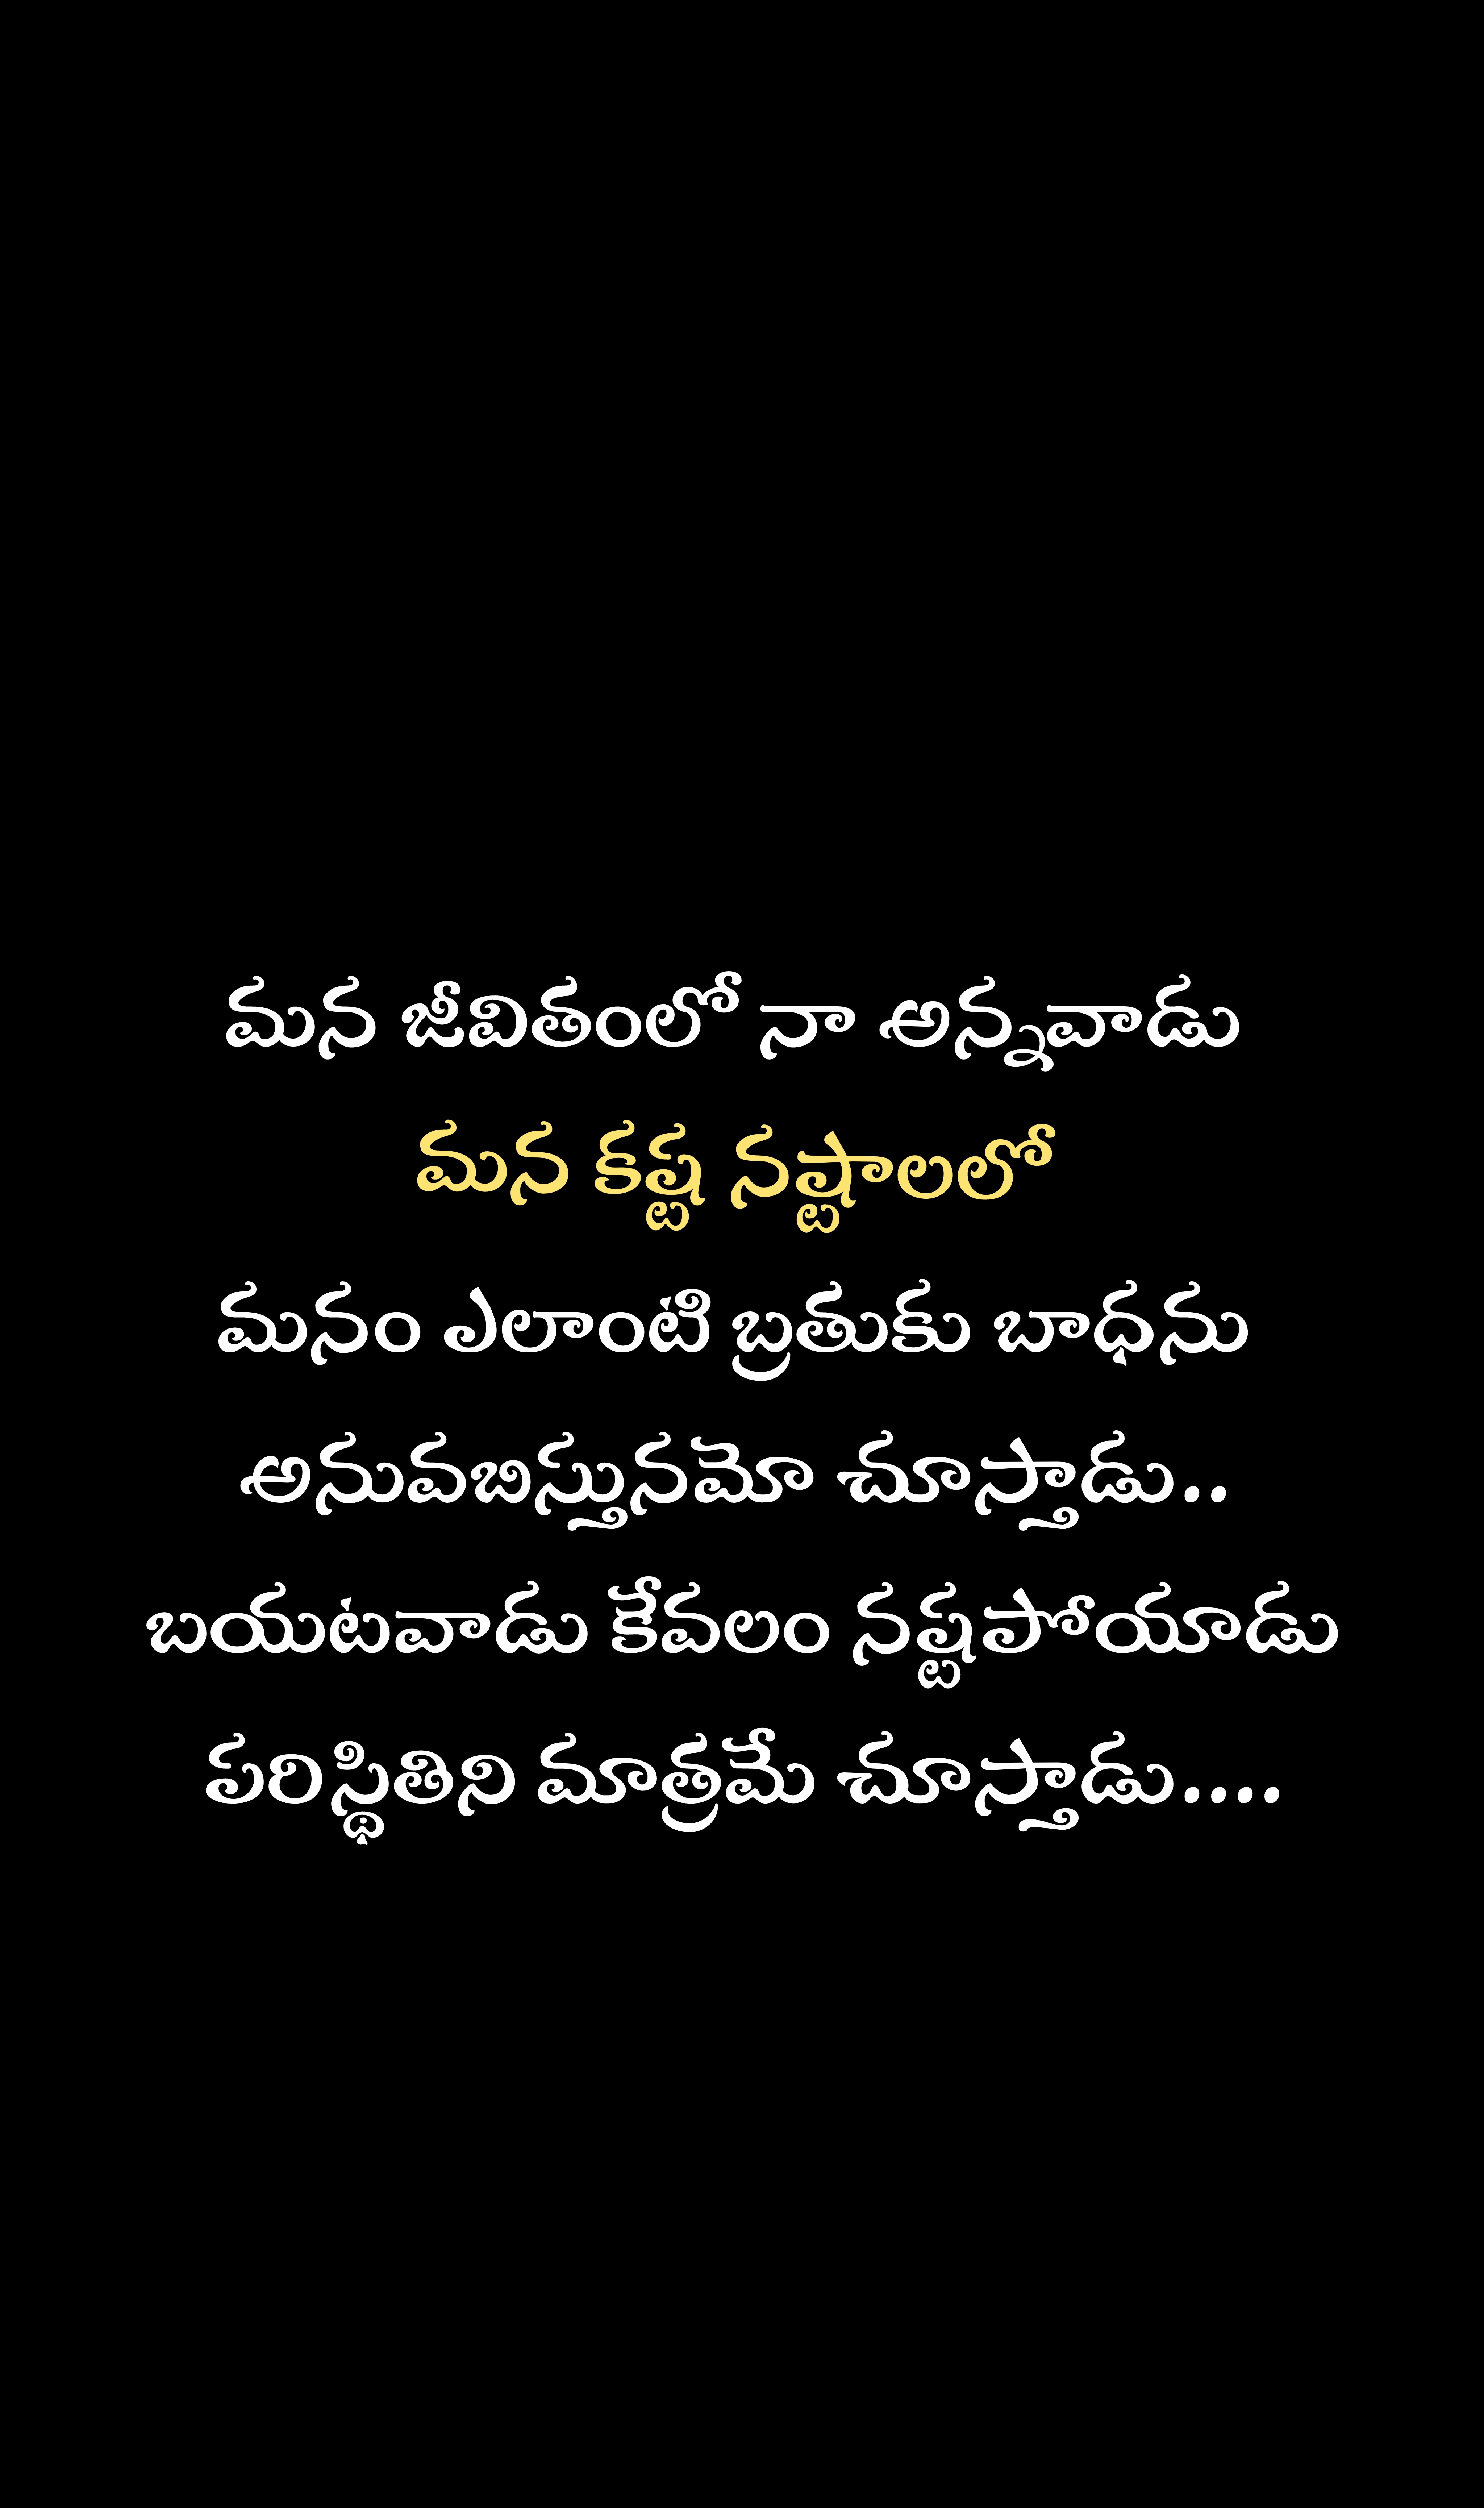 మన జీవితంలో నా అన్నవాడు
మన కష్ట నష్టాలలో
మనం ఎలాంటి బ్రతుకు బాధను
అనుభవిస్తున్నమో చూస్తాడు..
బయటవాడు కేవలం నష్టపోయాడు
పరిస్థితిని మాత్రమే చూస్తాడు....